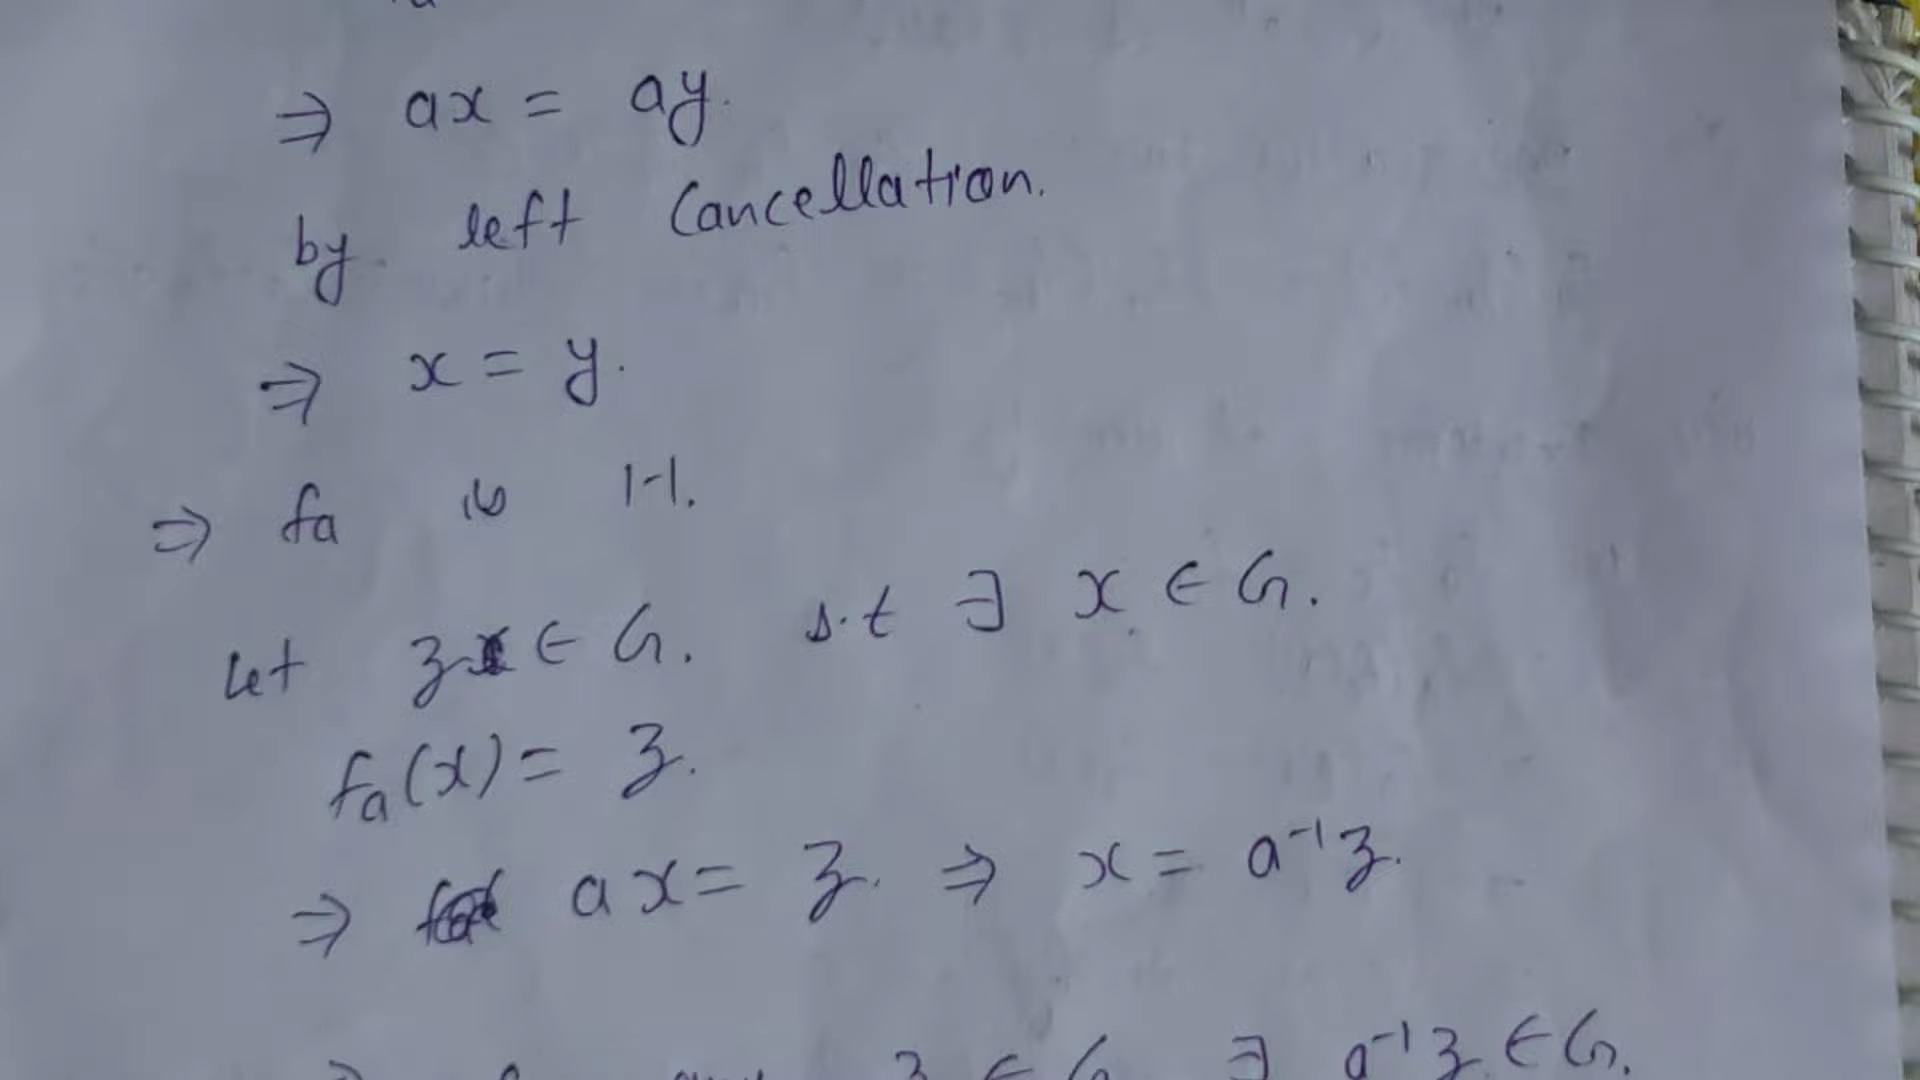 ⇒ ax = ay.
by left Cancellation.
⇒ x = y.
⇒ fa is 1-1.
Let z ∈ G. s.t ∃ x ∈ G.
fa(x) = z.
⇒ ax = z. ⇒ x = a⁻¹z.
z ∈ G ∃ a⁻¹z ∈ G.